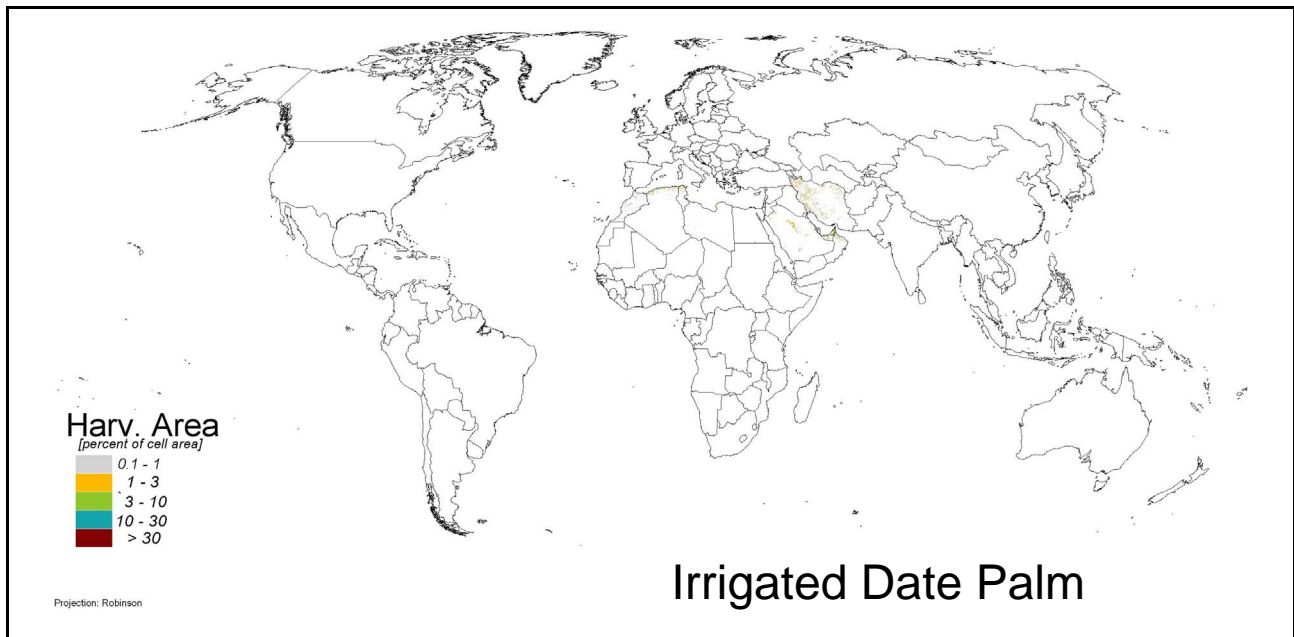 Harv. Area
[percent of cell area]
0.1 - 1
1 - 3
3 - 10
10 - 30
> 30
Irrigated Date Palm
Projection: Robinson